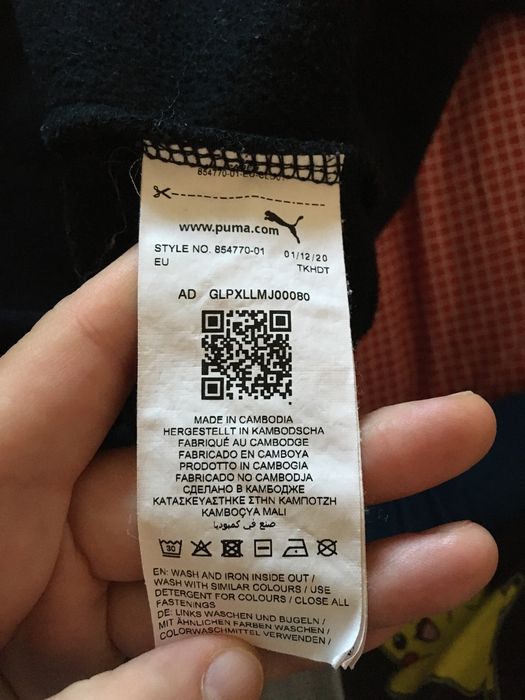 854770-01-EU-
www.puma.com
STYLE NO. 854770-01 01/12/20
EU TKHDT
AD GLPXLLMJ00080
MADE IN CAMBODIA
HERGESTELLT IN KAMBODSCHA
FABRIQUÉ AU CAMBODGE
FABRICADO EN CAMBOYA
PRODOTTO IN CAMBOGIA
FABRICADO NO CAMBODJA
СДЕЛАНО В КАМБОДЖЕ
ΚΑΤΑΣΚΕΥΑΣΤΗΚΕ ΣΤΗΝ ΚΑΜΠΟΤΖΗ
KAMBOÇYA MALI
صنع في كمبوديا
30
EN: WASH AND IRON INSIDE OUT /
WASH WITH SIMILAR COLOURS / USE
DETERGENT FOR COLOURS / CLOSE ALL
FASTENINGS
DE: LINKS WASCHEN UND BUGELN /
MIT ÄHNLICHEN FARBEN WASCHEN /
COLORWASCHMITTEL VERWENDEN /